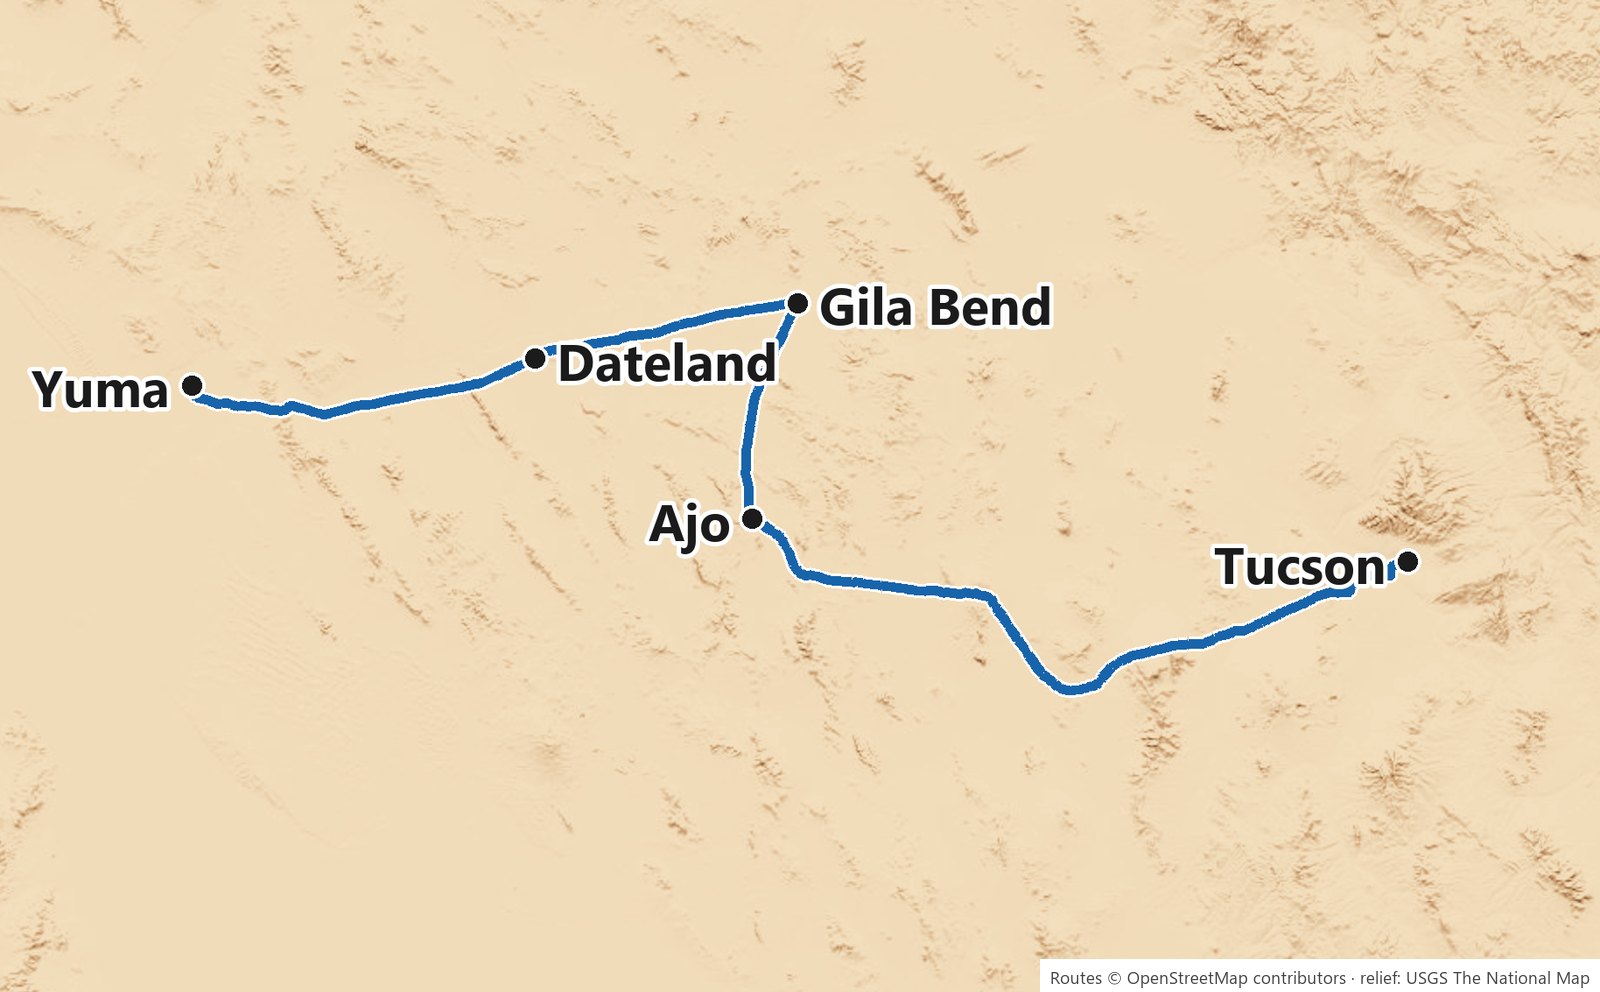 Gila Bend
Dateland
Yuma
Ajo
Tucson
Routes © OpenStreetMap contributors · relief: USGS The National Map